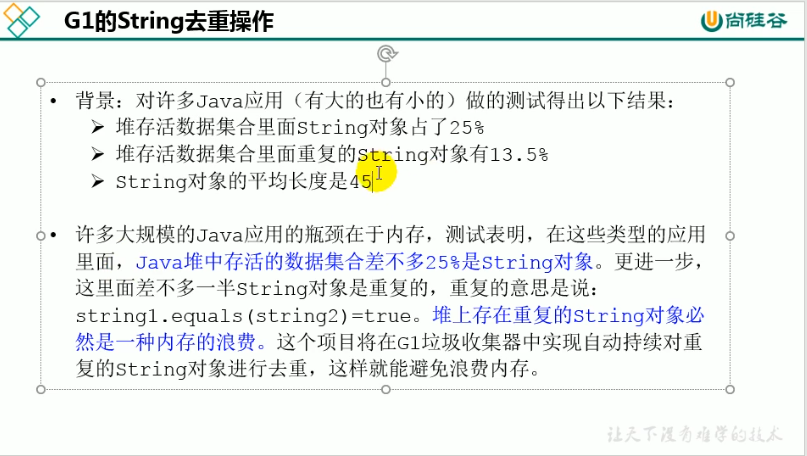 G1的String去重操作
尚硅谷
• 背景：对许多Java应用（有大的也有小的）做的测试得出以下结果：
➢ 堆存活数据集合里面String对象占了25%
➢ 堆存活数据集合里面重复的String对象有13.5%
➢ String对象的平均长度是45
• 许多大规模的Java应用的瓶颈在于内存，测试表明，在这些类型的应用
里面，Java堆中存活的数据集合差不多25%是String对象。更进一步，
这里面差不多一半String对象是重复的，重复的意思是说：
string1.equals(string2)=true。堆上存在重复的String对象必
然是一种内存的浪费。这个项目将在G1垃圾收集器中实现自动持续对重
复的String对象进行去重，这样就能避免浪费内存。
让天下没有难学的技术